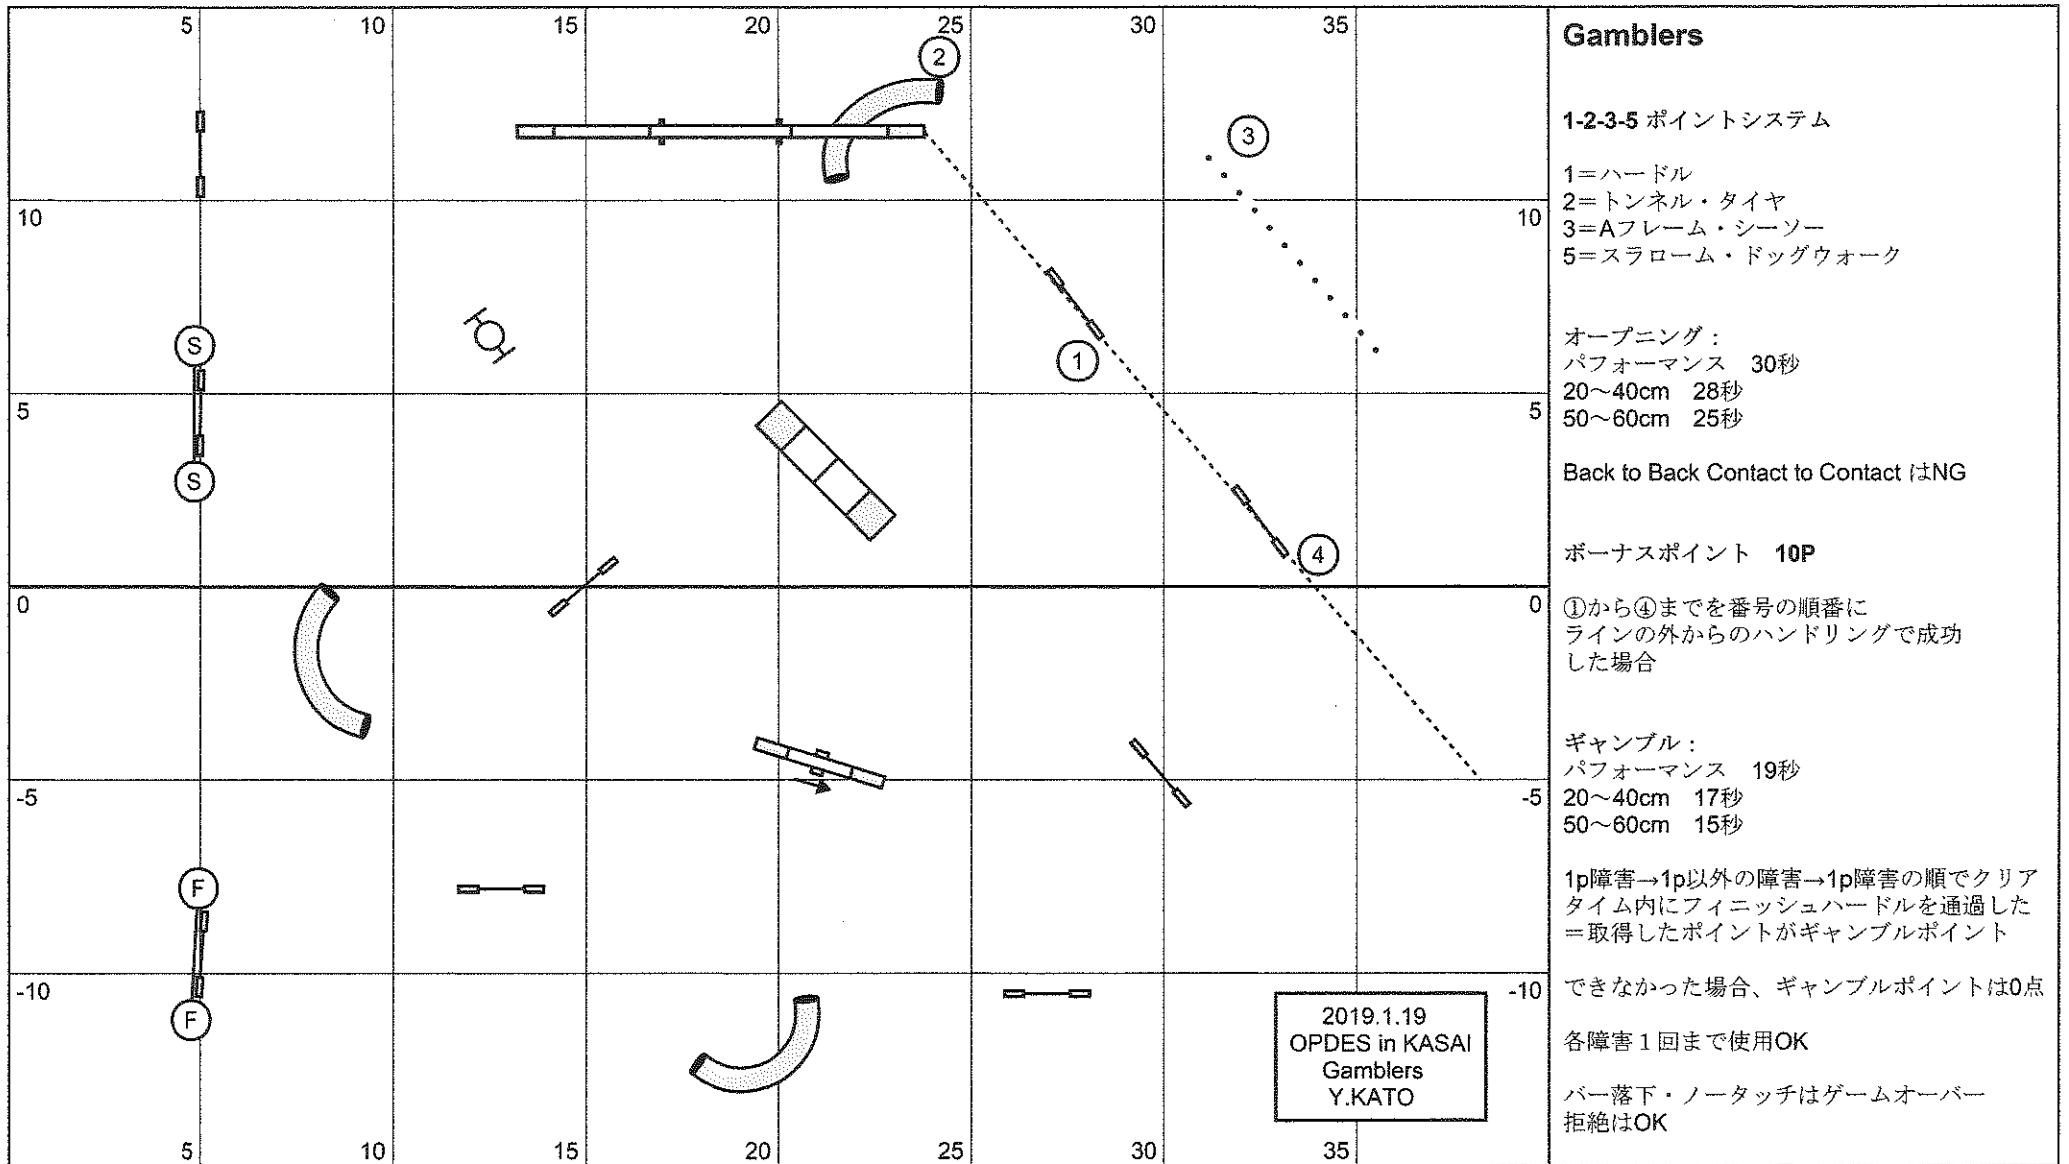 5 10 15 20 25 30 35
Gamblers
2
1-2-3-5 ポイントシステム
3
1＝ハードル
2＝トンネル・タイヤ
3＝Aフレーム・シーソー
5＝スラローム・ドッグウォーク
10 10
S
1
オープニング：
パフォーマンス 30秒
20～40cm 28秒
50～60cm 25秒
5 5
S
Back to Back Contact to Contact はNG
4
ボーナスポイント 10P
0 0
①から④までを番号の順番に
ラインの外からのハンドリングで成功
した場合
ギャンブル：
パフォーマンス 19秒
20～40cm 17秒
50～60cm 15秒
-5 -5
F
1p障害→1p以外の障害→1p障害の順でクリア
タイム内にフィニッシュハードルを通過した
＝取得したポイントがギャンブルポイント
-10 -10
できなかった場合、ギャンブルポイントは0点
F
2019.1.19
OPDES in KASAI
Gamblers
Y.KATO
各障害１回まで使用OK
バー落下・ノータッチはゲームオーバー
拒絶はOK
5 10 15 20 25 30 35